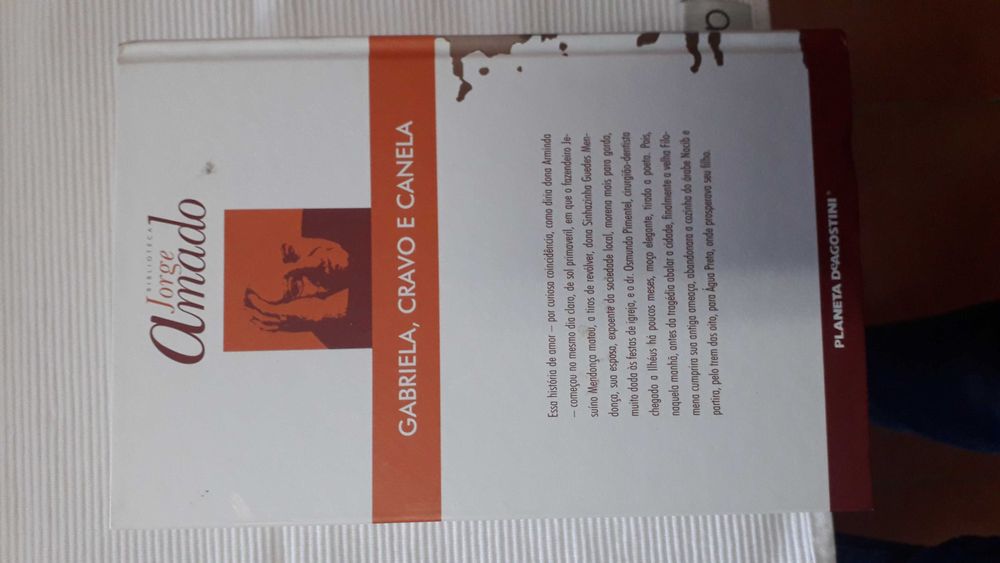 BIBLIOTECA
Jorge
amado
GABRIELA, CRAVO E CANELA
Essa história de amor – por curiosa coincidência, como diria dona Arminda
– começou no mesmo dia claro, de sol primaveril, em que o fazendeiro Je-
suíno Mendonça matou, a tiros de revólver, dona Sinhazinha Guedes Men-
donça, sua esposa, expoente da sociedade local, morena mais para gorda,
muito dada às festas de igreja, e o dr. Osmundo Pimentel, cirurgião-dentista
chegado a Ilhéus há poucos meses, moço elegante, tirado a poeta. Pois,
naquela manhã, antes da tragédia abalar a cidade, finalmente a velha Filo-
mena cumprira sua antiga ameaça, abandonara a cozinha do árabe Nacib e
partira, pelo trem das oito, para Água Preta, onde prosperava seu filho.
PLANETA DEAGOSTINI